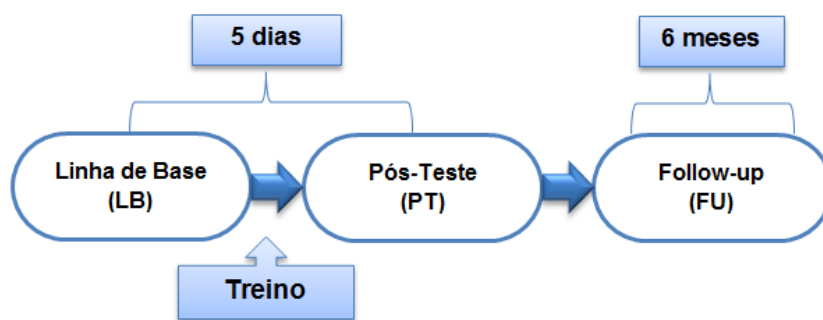 5 dias
6 meses
Linha de Base
(LB)
Pós-Teste
(PT)
Follow-up
(FU)
Treino